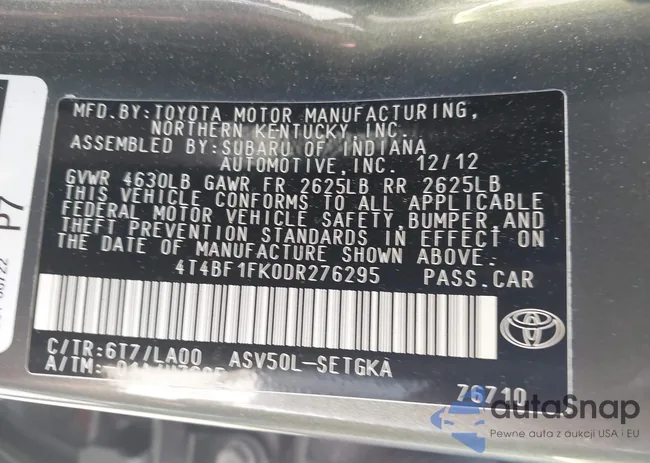 MFD.BY:TOYOTA MOTOR MANUFACTURING,
NORTHERN KENTUCKY,INC.
ASSEMBLED BY:SUBARU OF INDIANA
AUTOMOTIVE,INC. 12/12
GVWR 4630LB GAWR FR 2625LB RR 2625LB
THIS VEHICLE CONFORMS TO ALL APPLICABLE
FEDERAL MOTOR VEHICLE SAFETY,BUMPER,AND
THEFT PREVENTION STANDARDS IN EFFECT ON
THE DATE OF MANUFACTURE SHOWN ABOVE.
4T4BF1FK0DR276295 PASS.CAR
C/TR:6T7/LA00 ASV50L-SETGKA
A/TM:
76710
P7
autaSnap
Pewne auta z aukcji USA i EU